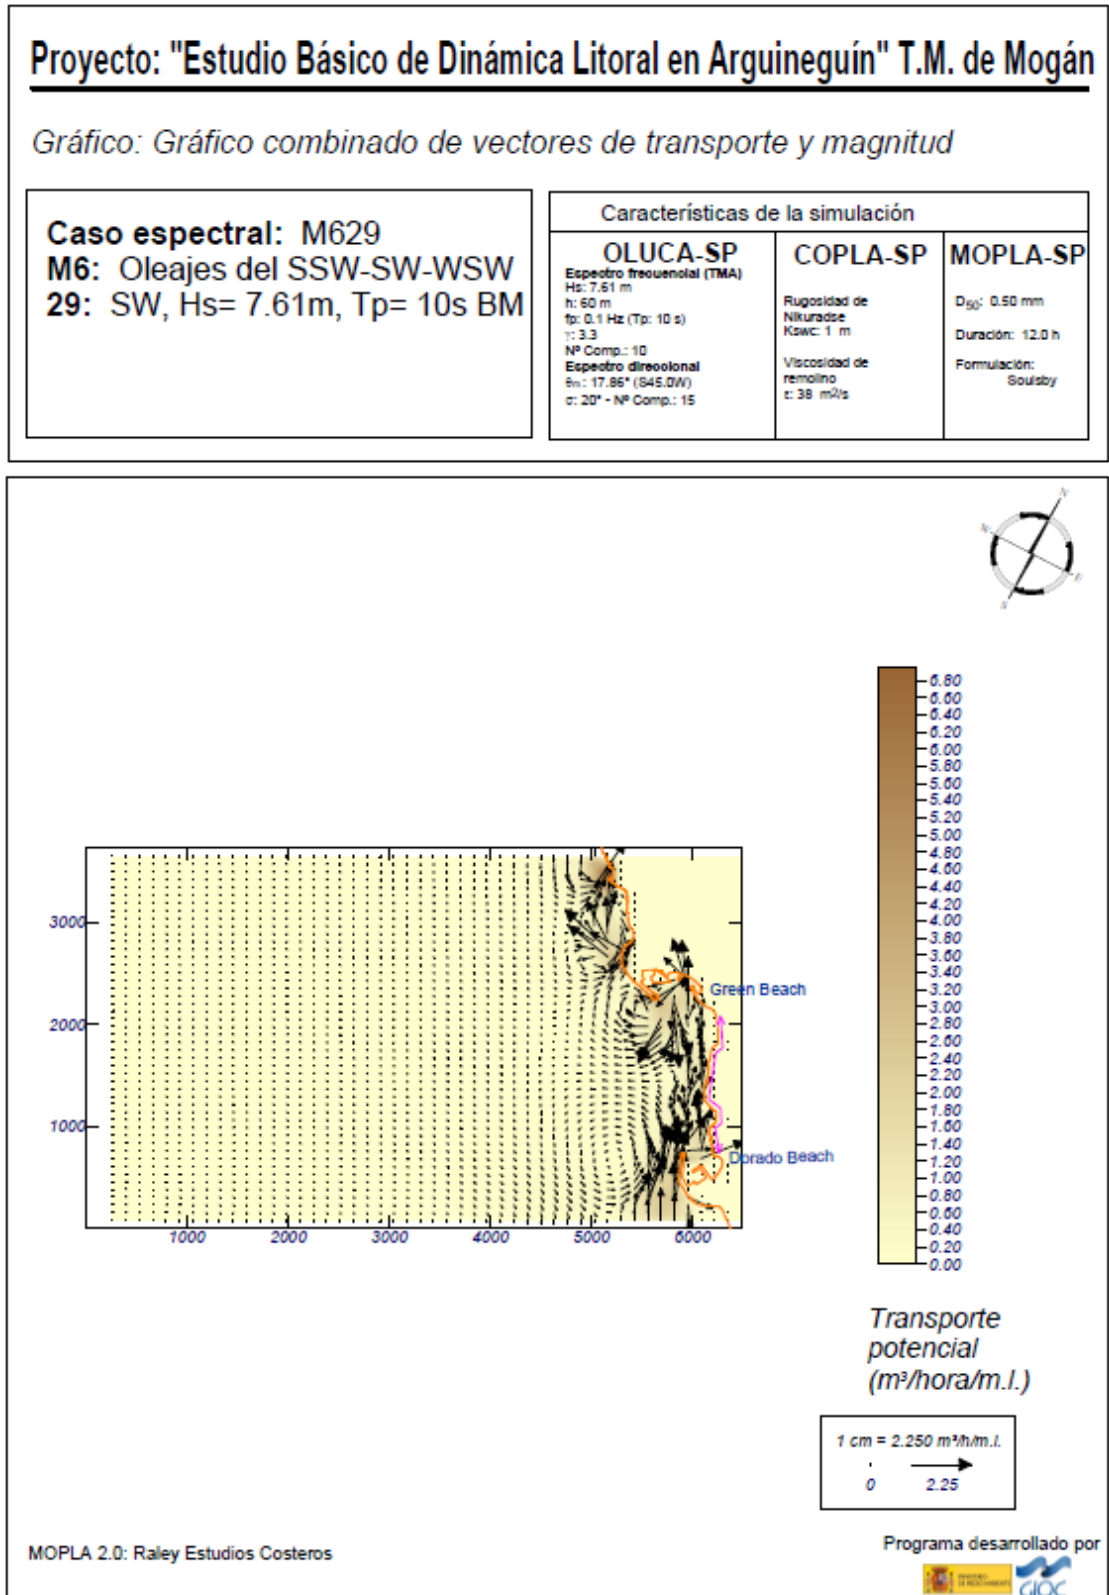 Proyecto: "Estudio Básico de Dinámica Litoral en Arguineguín" T.M. de Mogán
Gráfico: Gráfico combinado de vectores de transporte y magnitud
Caso espectral: M629
M6: Oleajes del SSW-SW-WSW
29: SW, Hs= 7.61m, Tp= 10s BM
Características de la simulación
OLUCA-SP
Espectro frecuencial (TMA)
Hs: 7.61 m
h: 60 m
fp: 0.1 Hz (Tp: 10 s)
γ: 3.3
Nº Comp.: 10
Espectro direccional
θm: 17.86° (S45.0W)
σ: 20° - Nº Comp.: 15
COPLA-SP
Rugosidad de
Nikuradse
Kswc: 1 m
Viscosidad de
remolino
ε: 38 m²/s
MOPLA-SP
D50: 0.50 mm
Duración: 12.0 h
Formulación:
Soulsby
N
W
E
S
6.80
6.60
6.40
6.20
6.00
5.80
5.60
5.40
5.20
5.00
4.80
4.60
4.40
4.20
4.00
3.80
3.60
3.40
3.20
3.00
2.80
2.60
2.40
2.20
2.00
1.80
1.60
1.40
1.20
1.00
0.80
0.60
0.40
0.20
0.00
3000
2000
1000
Green Beach
Dorado Beach
1000 2000 3000 4000 5000 6000
Transporte
potencial
(m³/hora/m.l.)
1 cm = 2.250 m³/h/m.l.
0 2.25
MOPLA 2.0: Raley Estudios Costeros
Programa desarrollado por
GIOC